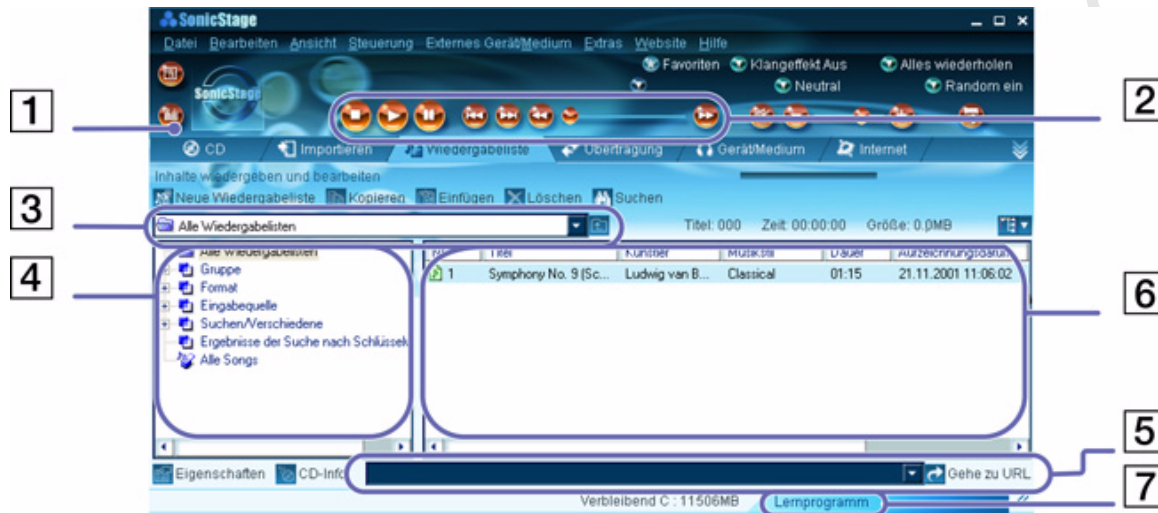 SonicStage
Datei Bearbeiten Ansicht Steuerung Externes Gerät/Medium Extras Website Hilfe
Favoriten Klangeffekt Aus Alles wiederholen
Neutral Random ein
SonicStage
1
2
CD Importieren Wiedergabeliste Übertragung Gerät/Medium Internet
Inhalte wiedergeben und bearbeiten
Neue Wiedergabeliste Kopieren Einfügen Löschen Suchen
3
Alle Wiedergabelisten Titel: 000 Zeit: 00:00:00 Größe: 0.0MB
Alle Wiedergabelisten Titel Künstler Musikstil Dauer Aufzeichnungsdatum
4
Gruppe 1 Symphony No. 9 (Sc... Ludwig van B... Classical 01:15 21.11.2001 11:06:02
6
Format
Eingabequelle
Suchen/Verschiedene
Ergebnisse der Suche nach Schlüsselw
Alle Songs
5
Eigenschaften CD-Info Gehe zu URL
7
Verbleibend C : 11506MB Lernprogramm